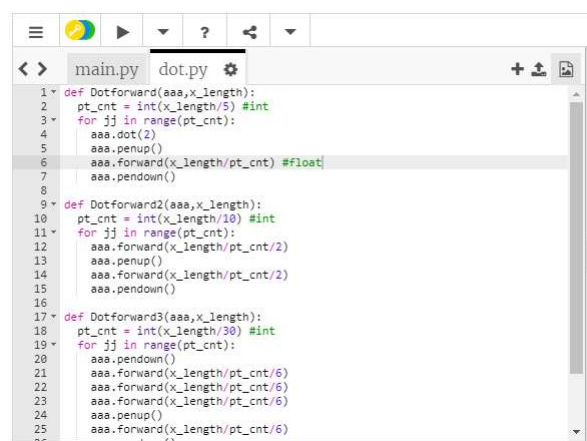 ?
main.py dot.py
1 def Dotforward(aaa,x_length):
2 pt_cnt = int(x_length/5) #int
3 for jj in range(pt_cnt):
4 aaa.dot(2)
5 aaa.penup()
6 aaa.forward(x_length/pt_cnt) #float
7 aaa.pendown()
8
9 def Dotforward2(aaa,x_length):
10 pt_cnt = int(x_length/10) #int
11 for jj in range(pt_cnt):
12 aaa.forward(x_length/pt_cnt/2)
13 aaa.penup()
14 aaa.forward(x_length/pt_cnt/2)
15 aaa.pendown()
16
17 def Dotforward3(aaa,x_length):
18 pt_cnt = int(x_length/30) #int
19 for jj in range(pt_cnt):
20 aaa.pendown()
21 aaa.forward(x_length/pt_cnt/6)
22 aaa.forward(x_length/pt_cnt/6)
23 aaa.forward(x_length/pt_cnt/6)
24 aaa.penup()
25 aaa.forward(x_length/pt_cnt/6)